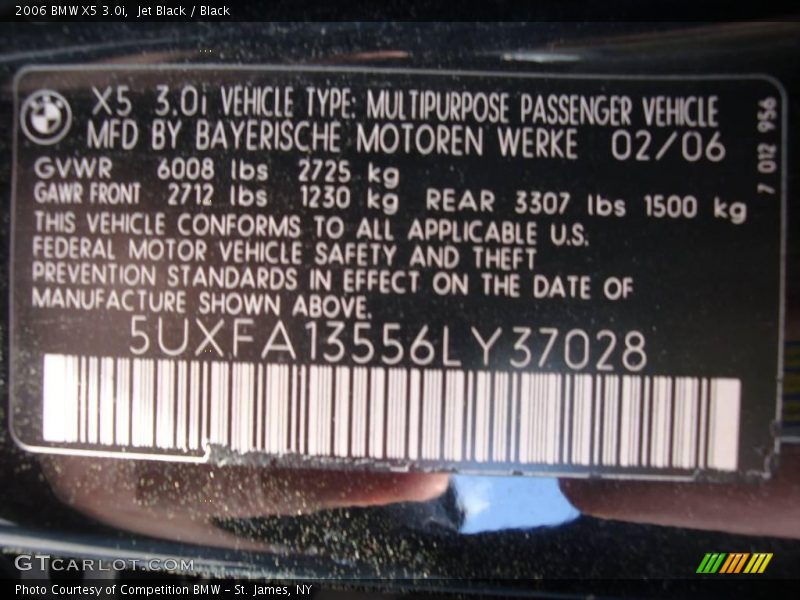 2006 BMW X5 3.0i, Jet Black / Black
X5 3.0i VEHICLE TYPE: MULTIPURPOSE PASSENGER VEHICLE
MFD BY BAYERISCHE MOTOREN WERKE 02/06
GVWR 6008 lbs 2725 kg
GAWR FRONT 2712 lbs 1230 kg REAR 3307 lbs 1500 kg
THIS VEHICLE CONFORMS TO ALL APPLICABLE U.S.
FEDERAL MOTOR VEHICLE SAFETY AND THEFT
PREVENTION STANDARDS IN EFFECT ON THE DATE OF
MANUFACTURE SHOWN ABOVE.
5UXFA13556LY37028
7 012 956
GTCARLOT.COM
Photo Courtesy of Competition BMW - St. James, NY